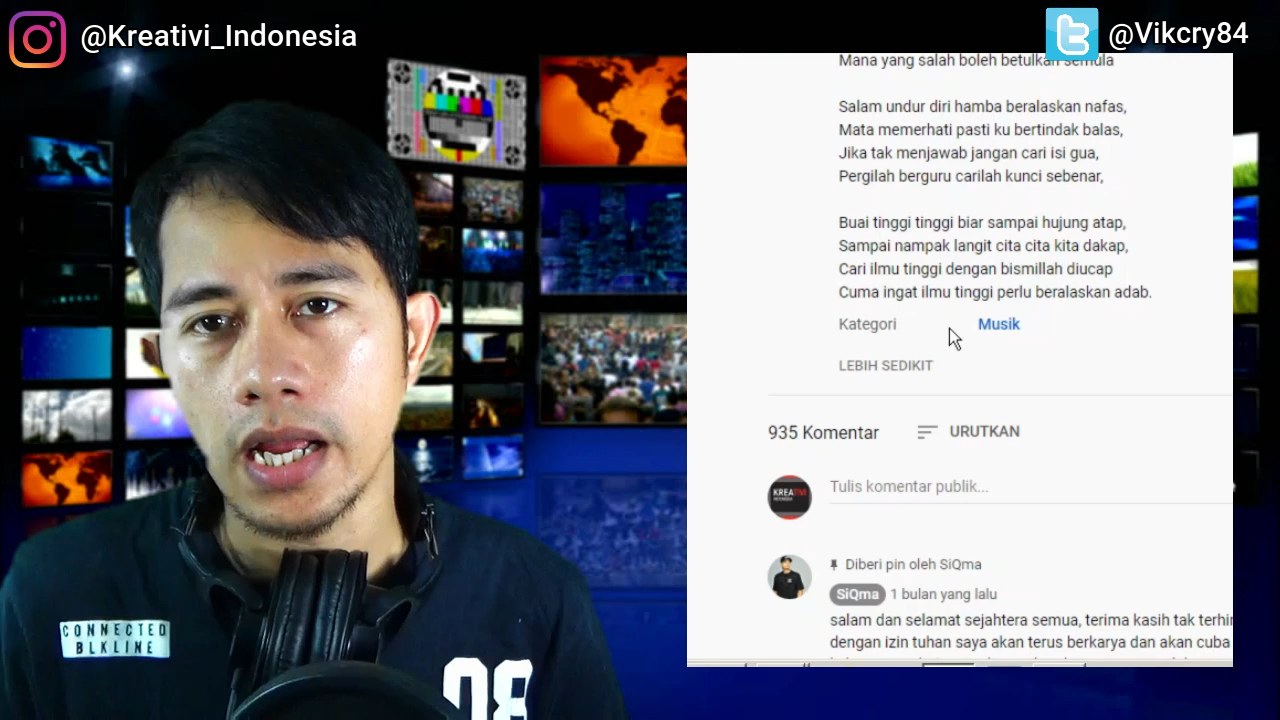 @Kreativi_Indonesia
@Vikcry84
Mana yang salah boleh betulkan semula
Salam undur diri hamba beralaskan nafas,
Mata memerhati pasti ku bertindak balas,
Jika tak menjawab jangan cari isi gua,
Pergilah berguru carilah kunci sebenar,
Buai tinggi tinggi biar sampai hujung atap,
Sampai nampak langit cita cita kita dakap,
Cari ilmu tinggi dengan bismillah diucap
Cuma ingat ilmu tinggi perlu beralaskan adab.
Kategori Musik
LEBIH SEDIKIT
935 Komentar URUTKAN
KREATIVI
Tulis komentar publik...
Diberi pin oleh SiQma
SiQma 1 bulan yang lalu
salam dan selamat sejahtera semua, terima kasih tak terhin
dengan izin tuhan saya akan terus berkarya dan akan cuba
CONNECTED
BLKLINE
08